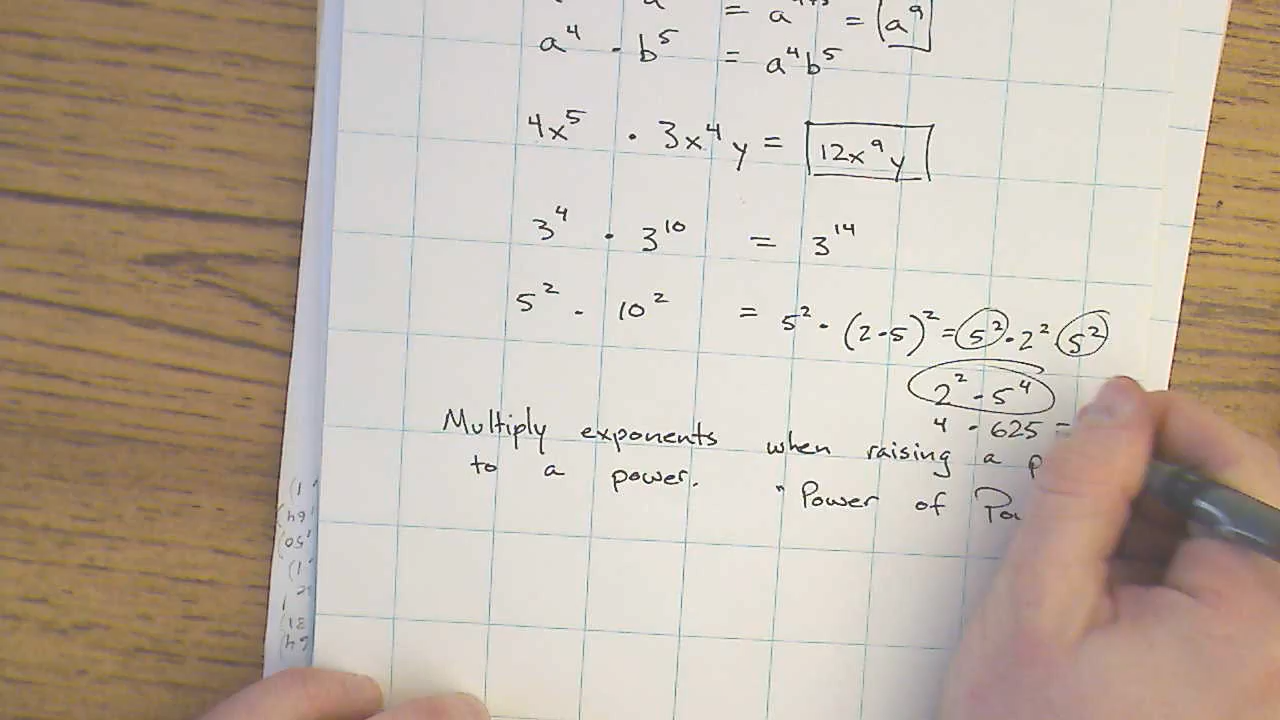 a = a = a⁹
a⁴ · b⁵ = a⁴b⁵
4x⁵ · 3x⁴y = 12x⁹y
3⁴ · 3¹⁰ = 3¹⁴
5² · 10² = 5² · (2·5)² = 5² · 2² · 5²
2² · 5⁴
4 · 625 =
Multiply exponents when raising a
to a power. "Power of